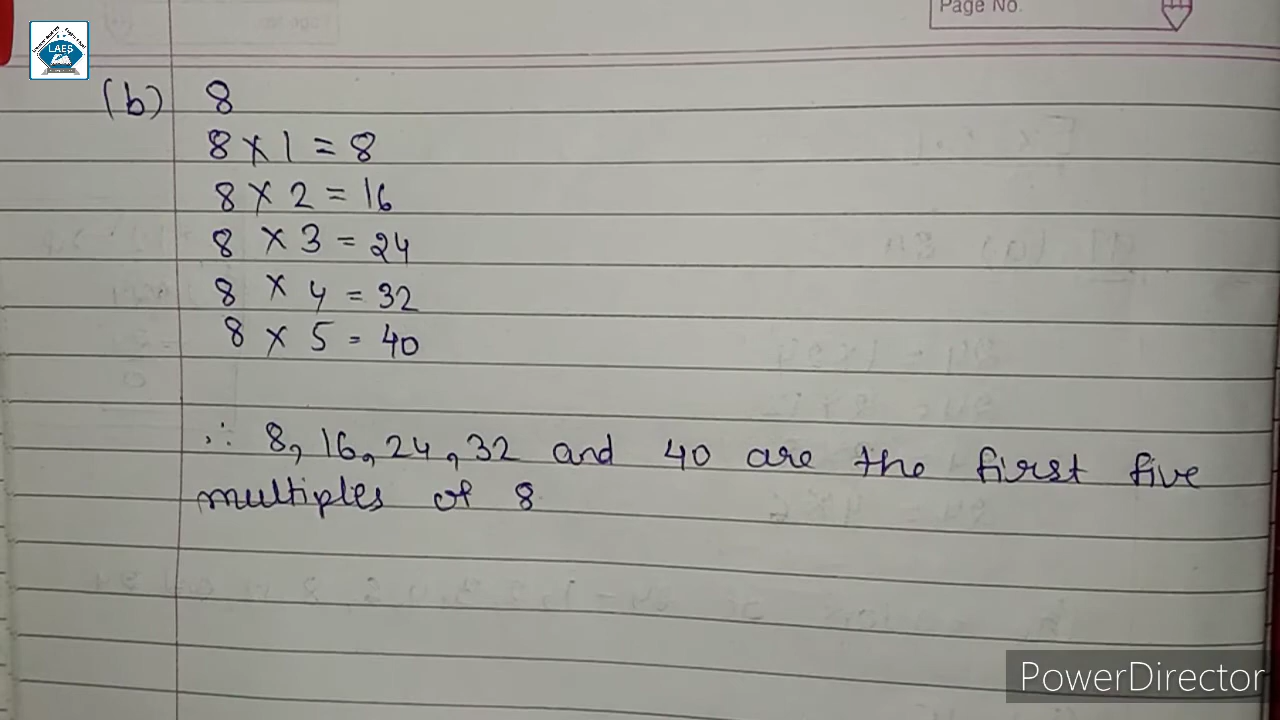 Page No.
LAES
(b) 8
8 × 1 = 8
8 × 2 = 16
8 × 3 = 24
8 × 4 = 32
8 × 5 = 40
∴ 8, 16, 24, 32 and 40 are the first five
multiples of 8
PowerDirector